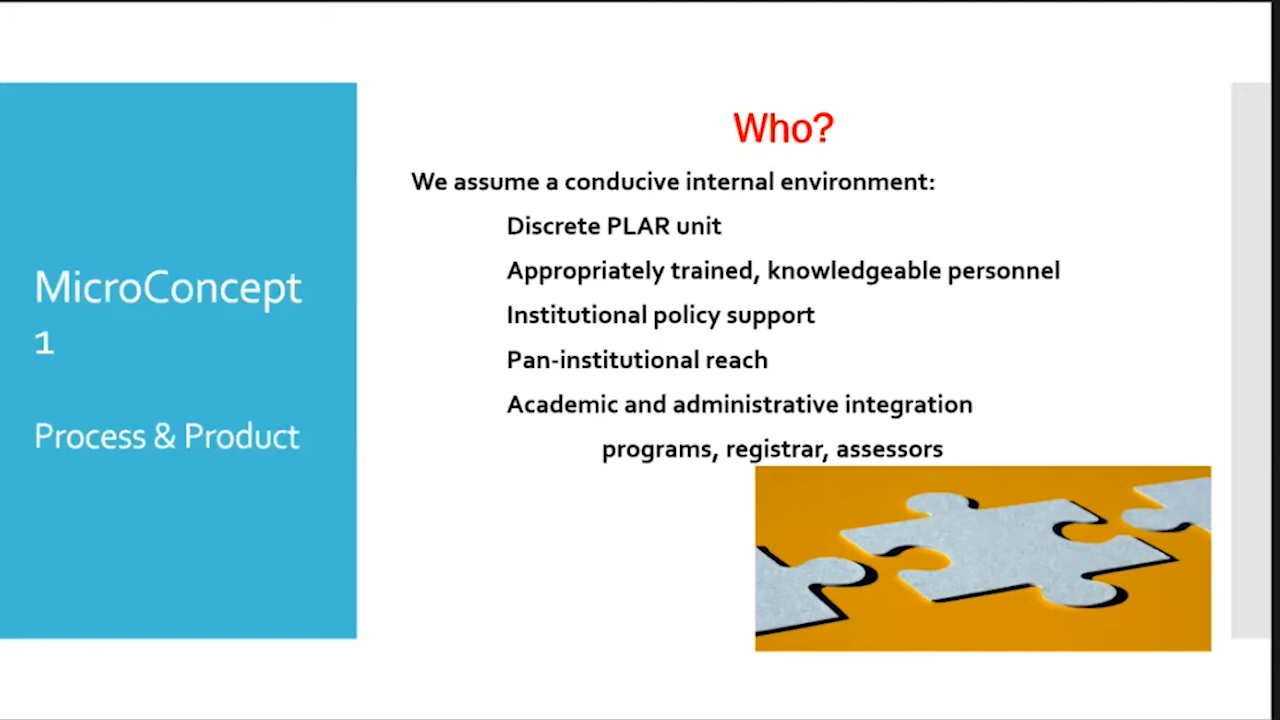 MicroConcept
1
Process & Product
Who?
We assume a conducive internal environment:
Discrete PLAR unit
Appropriately trained, knowledgeable personnel
Institutional policy support
Pan-institutional reach
Academic and administrative integration
programs, registrar, assessors